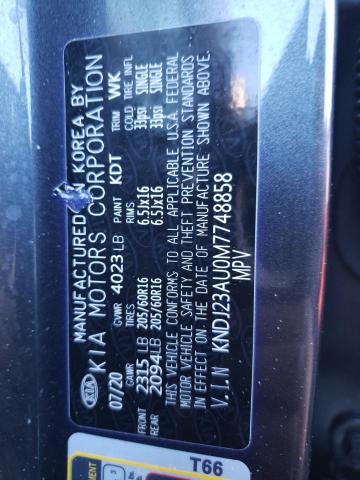 MANUFACTURED IN KOREA BY
KIA KIA MOTORS CORPORATION
07/20 GVWR 4023 LB PAINT KDT TRIM WK
TIRES RIMS COLD TIRE INFL
FRONT 2315 LB 205/60R16 6.5Jx16 33psi SINGLE
REAR 2094 LB 205/60R16 6.5Jx16 33psi SINGLE
THIS VEHICLE CONFORMS TO ALL APPLICABLE U.S.A. FEDERAL
MOTOR VEHICLE SAFETY AND THEFT PREVENTION STANDARDS
IN EFFECT ON THE DATE OF MANUFACTURE SHOWN ABOVE.
V.I.N KNDJ23AU0M7748858
MPV
T66